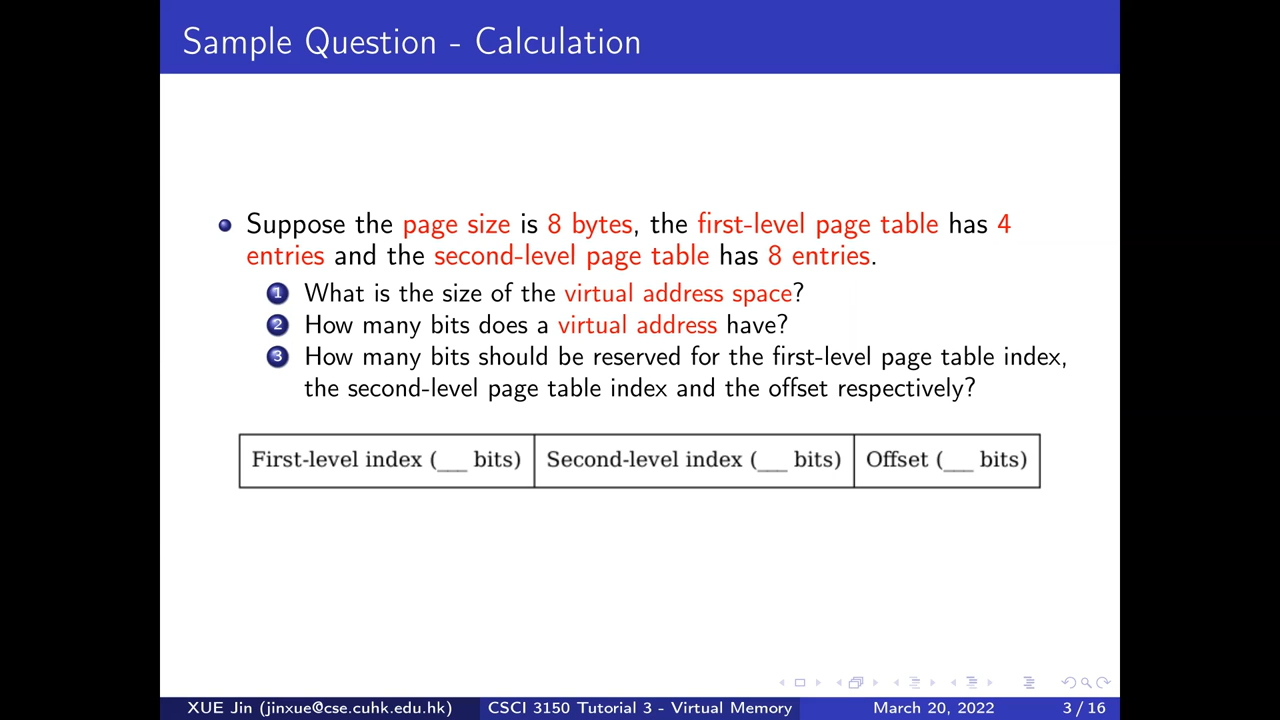 Sample Question - Calculation
Suppose the page size is 8 bytes, the first-level page table has 4
entries and the second-level page table has 8 entries.
1 What is the size of the virtual address space?
2 How many bits does a virtual address have?
3 How many bits should be reserved for the first-level page table index,
the second-level page table index and the offset respectively?
First-level index (___ bits) Second-level index (___ bits) Offset (___ bits)
XUE Jin (jinxue@cse.cuhk.edu.hk) CSCI 3150 Tutorial 3 - Virtual Memory March 20, 2022 3 / 16